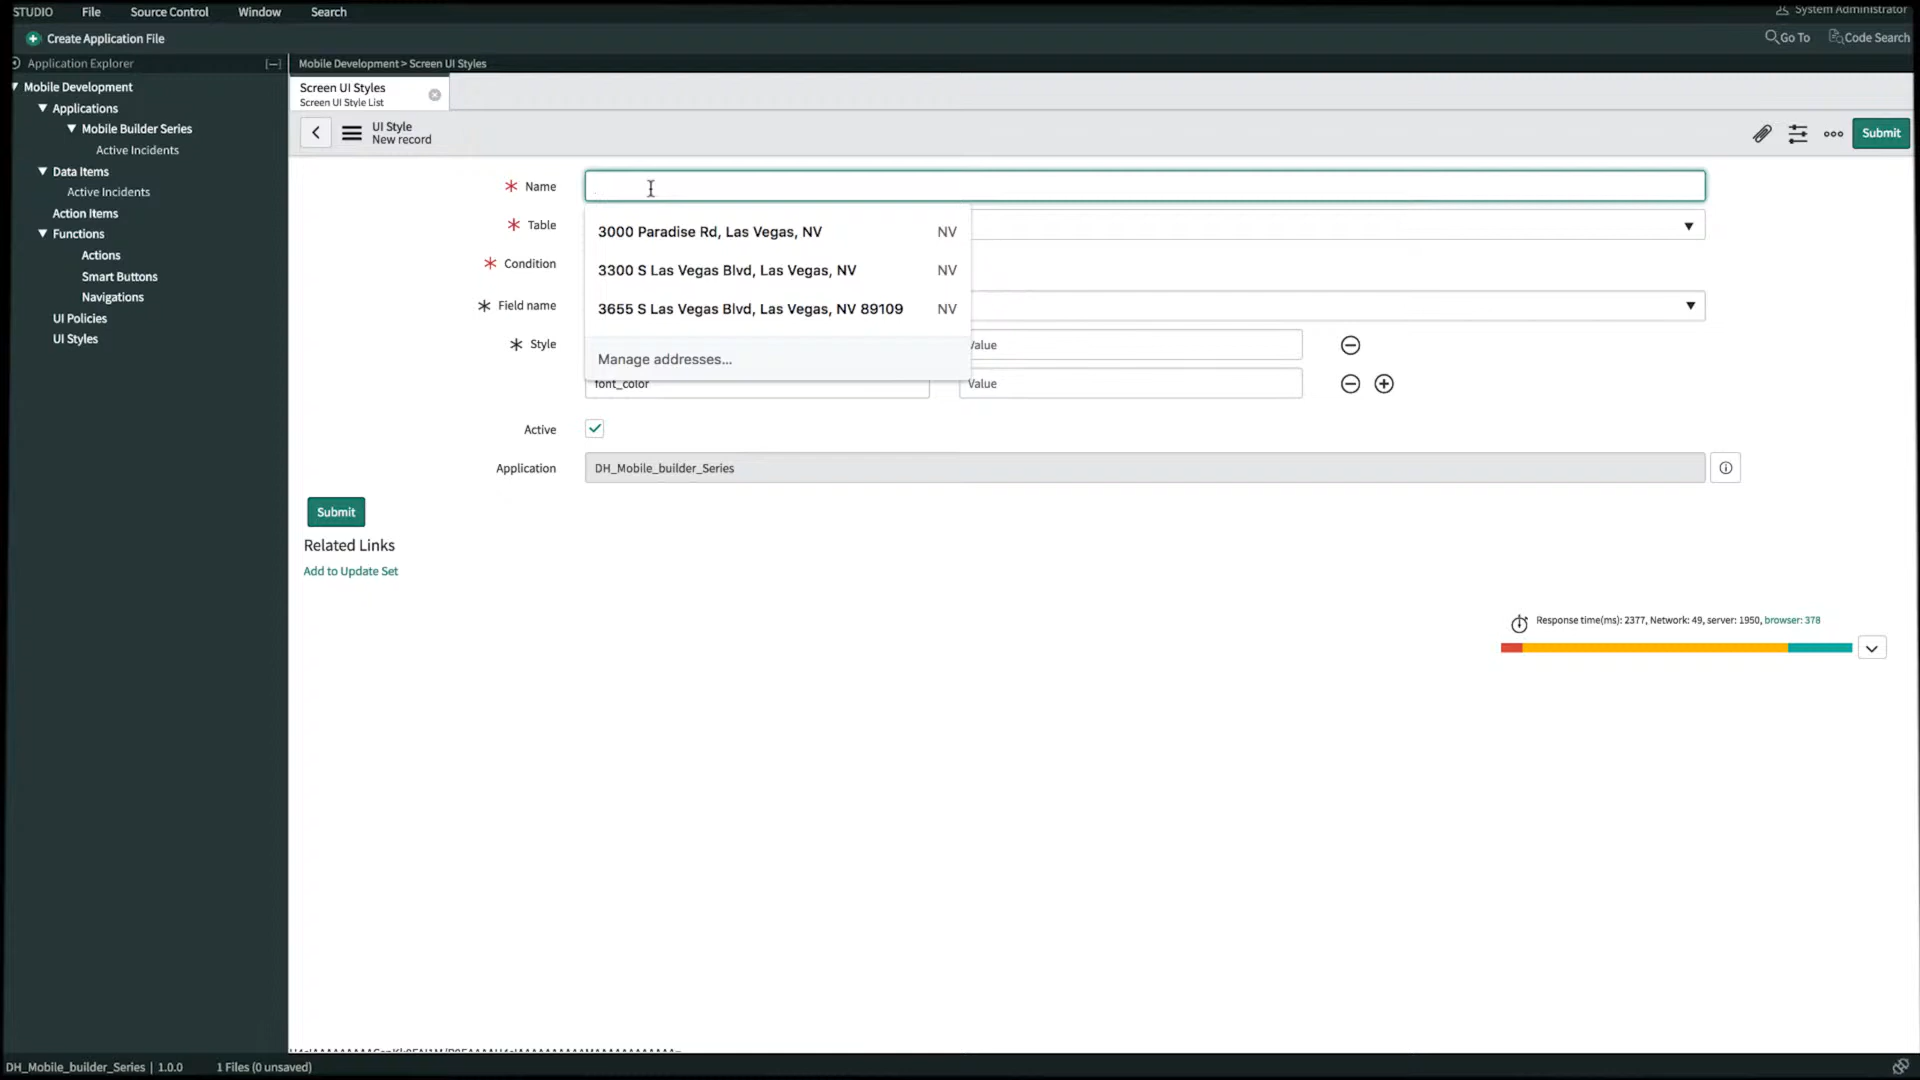 STUDIO File Source Control Window Search System Administrator
Create Application File Go To Code Search
Application Explorer [—] Mobile Development > Screen UI Styles
Mobile Development
Applications
Mobile Builder Series
Active Incidents
Data Items
Active Incidents
Action Items
Functions
Actions
Smart Buttons
Navigations
UI Policies
UI Styles
Screen UI Styles
Screen UI Style List
UI Style
New record
Submit
Name
Table
Condition
Field name
Style
3000 Paradise Rd, Las Vegas, NV NV
3300 S Las Vegas Blvd, Las Vegas, NV NV
3655 S Las Vegas Blvd, Las Vegas, NV 89109 NV
Manage addresses...
Value
font_color Value
Active
Application DH_Mobile_builder_Series
Submit
Related Links
Add to Update Set
Response time(ms): 2377, Network: 49, server: 1950, browser: 378
DH_Mobile_builder_Series | 1.0.0 1 Files (0 unsaved)